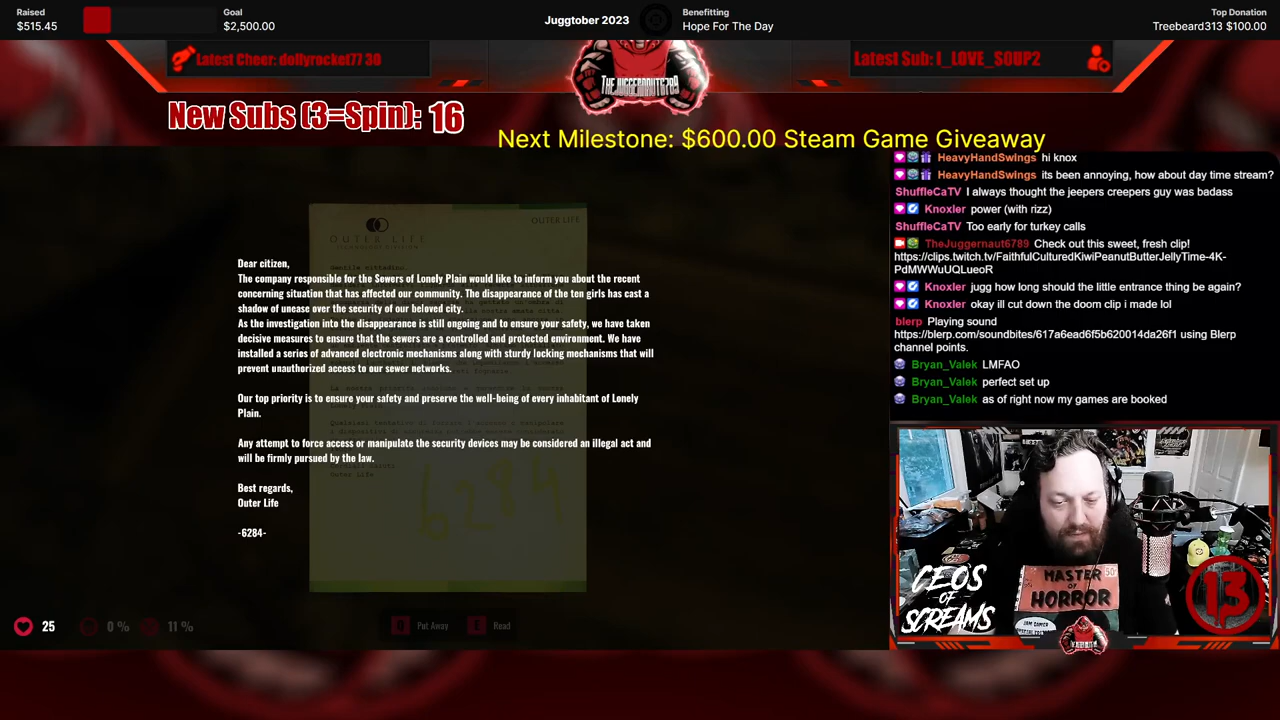 Raised
$515.45
Goal
$2,500.00
Juggtober 2023
Benefitting
Hope For The Day
Top Donation
Treebeard313 $100.00
Latest Cheer: dollyrocket77 30
THEJUGGERNAUT6789
Latest Sub: I_LOVE_SOUP2
New Subs (3=Spin): 16
Next Milestone: $600.00 Steam Game Giveaway
OUTER LIFE
OUTER LIFE
Dear citizen,
The company responsible for the Sewers of Lonely Plain would like to inform you about the recent
concerning situation that has affected our community. The disappearance of the ten girls has cast a
shadow of unease over the security of our beloved city.
As the investigation into the disappearance is still ongoing and to ensure your safety, we have taken
decisive measures to ensure that the sewers are a controlled and protected environment. We have
installed a series of advanced electronic mechanisms along with sturdy locking mechanisms that will
prevent unauthorized access to our sewer networks.
Our top priority is to ensure your safety and preserve the well-being of every inhabitant of Lonely
Plain.
Any attempt to force access or manipulate the security devices may be considered an illegal act and
will be firmly pursued by the law.
Best regards,
Outer Life
-6284-
6284
25
0 %
11 %
Q Put Away
E Read
HeavyHandSwings hi knox
HeavyHandSwings its been annoying, how about day time stream?
ShuffleCaTV I always thought the jeepers creepers guy was badass
Knoxler power (with rizz)
ShuffleCaTV Too early for turkey calls
TheJuggernaut6789 Check out this sweet, fresh clip!
https://clips.twitch.tv/FaithfulCulturedKiwiPeanutButterJellyTime-4K-
PdMWWuUQLueoR
Knoxler jugg how long should the little entrance thing be again?
Knoxler okay ill cut down the doom clip i made lol
blerp Playing sound
https://blerp.com/soundbites/617a6ead6f5b620014da26f1 using Blerp
channel points.
Bryan_Valek LMFAO
Bryan_Valek perfect set up
Bryan_Valek as of right now my games are booked
CEOS
OF
SCREAMS
MASTER
OF
HORROR
50¢
13